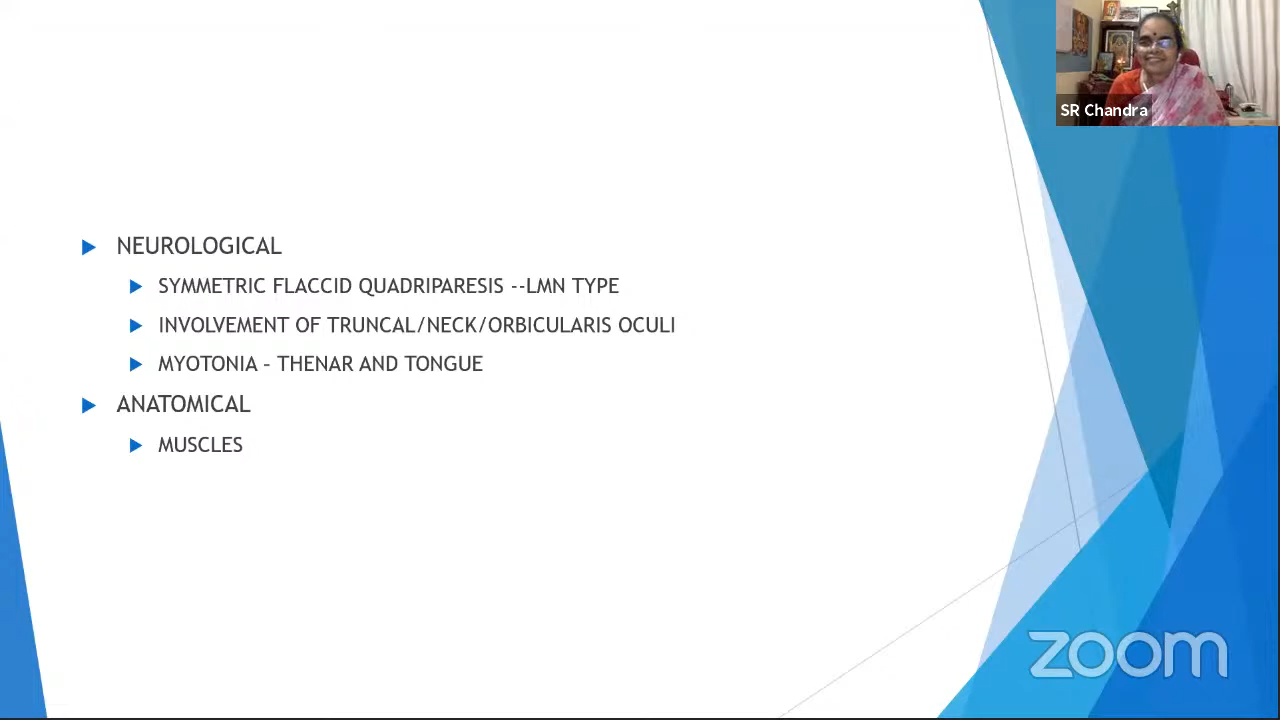 SR Chandra
NEUROLOGICAL
SYMMETRIC FLACCID QUADRIPARESIS --LMN TYPE
INVOLVEMENT OF TRUNCAL/NECK/ORBICULARIS OCULI
MYOTONIA – THENAR AND TONGUE
ANATOMICAL
MUSCLES
zoom